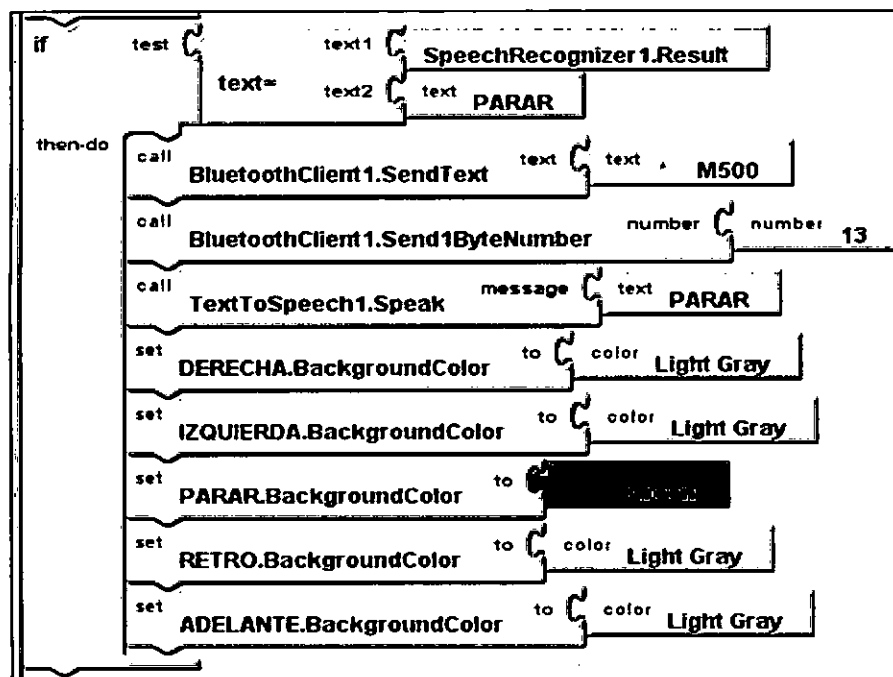 if test text= text1 SpeechRecognizer1.Result
text2 text PARAR
then-do
call BluetoothClient1.SendText text text M500
call BluetoothClient1.Send1ByteNumber number number 13
call TextToSpeech1.Speak message text PARAR
set DERECHA.BackgroundColor to color Light Gray
set IZQUIERDA.BackgroundColor to color Light Gray
set PARAR.BackgroundColor to
set RETRO.BackgroundColor to color Light Gray
set ADELANTE.BackgroundColor to color Light Gray